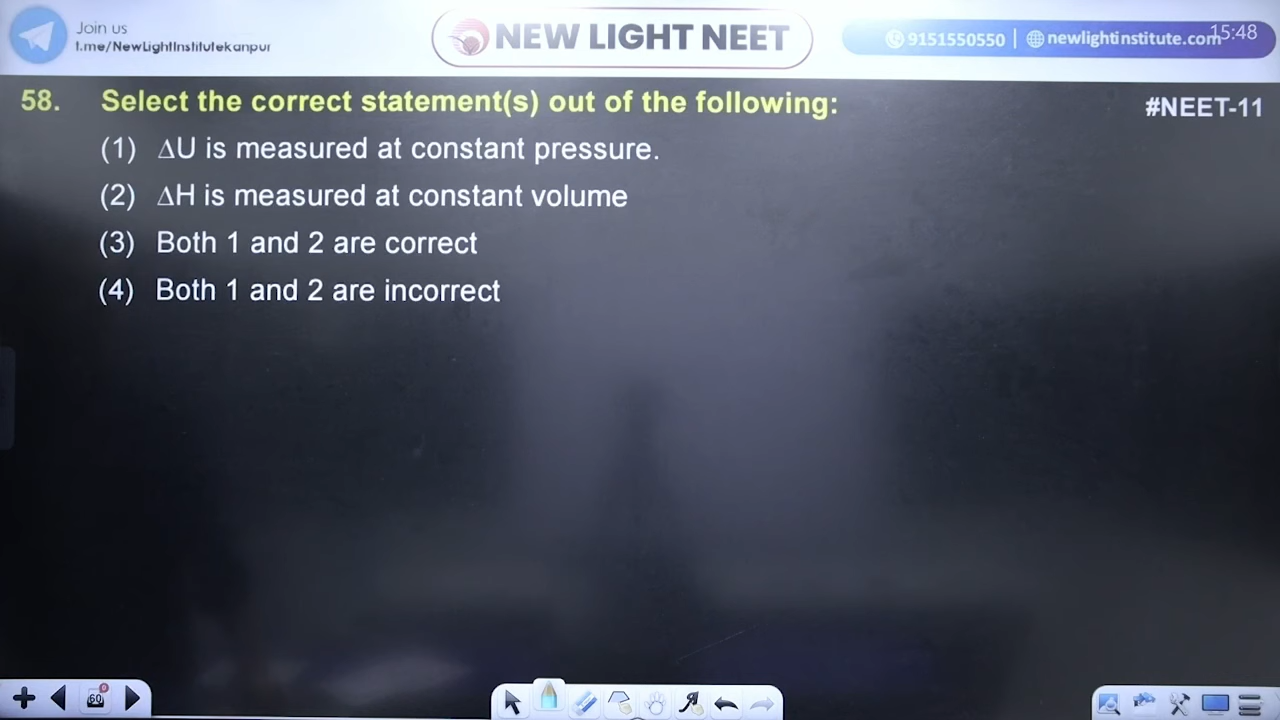 Join us
t.me/NewLightInstitutekanpur
NEW LIGHT NEET
9151550550 | newlightinstitute.com
15:48
58. Select the correct statement(s) out of the following:
#NEET-11
(1) ΔU is measured at constant pressure.
(2) ΔH is measured at constant volume
(3) Both 1 and 2 are correct
(4) Both 1 and 2 are incorrect
60
0